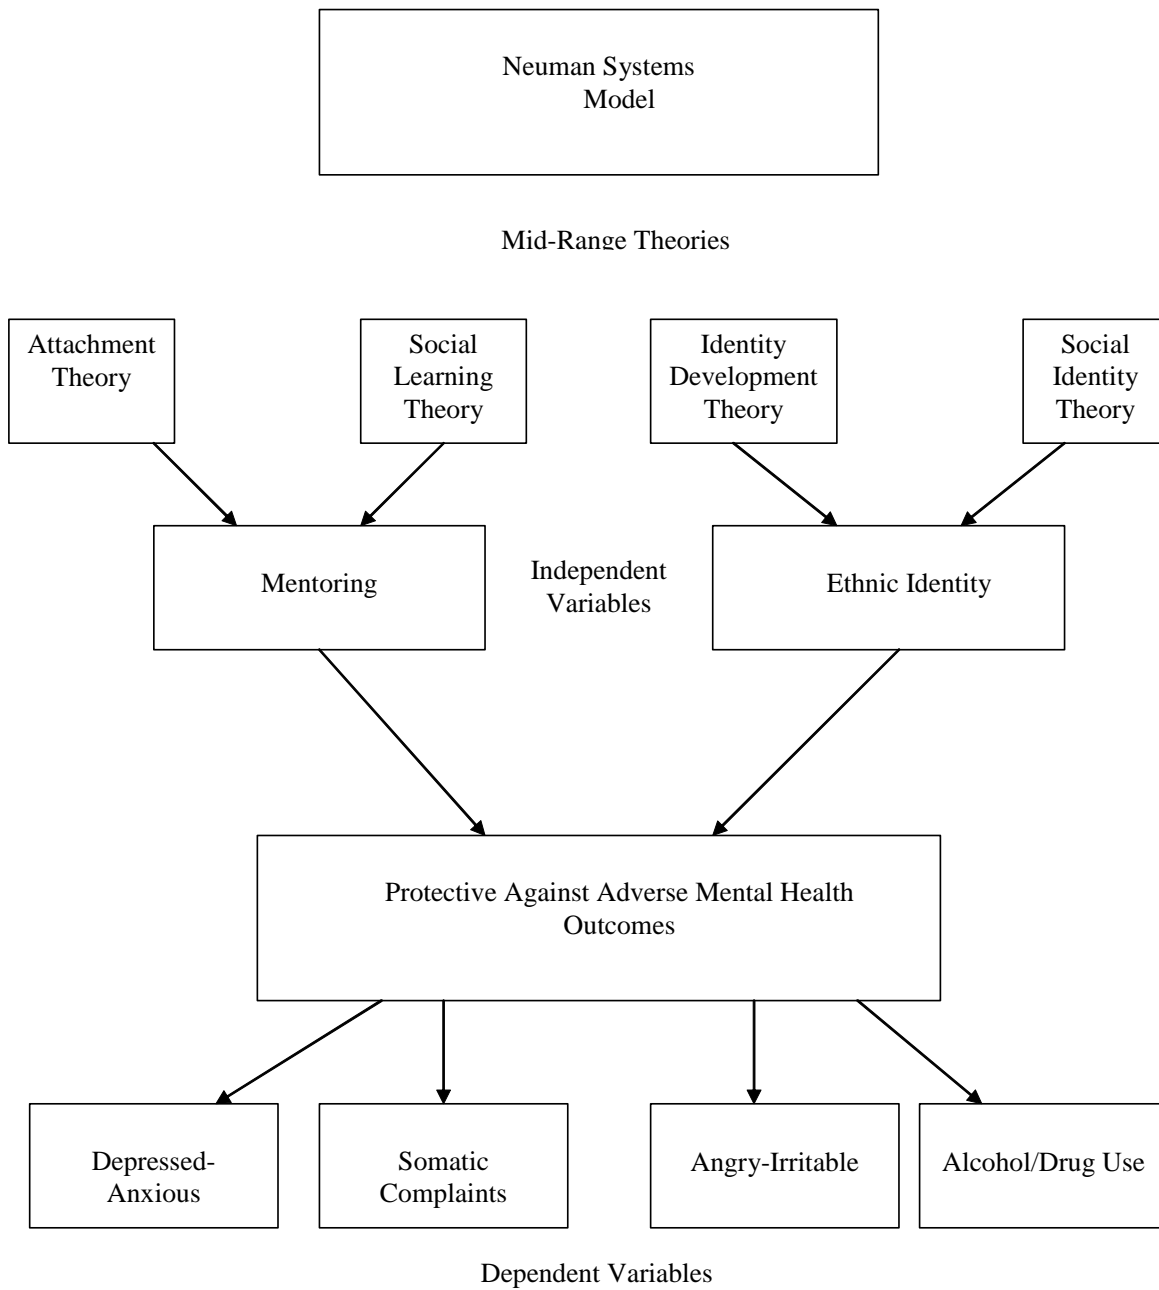 Neuman Systems
Model
Mid-Range Theories
Attachment
Theory
Social
Learning
Theory
Identity
Development
Theory
Social
Identity
Theory
Mentoring
Independent
Variables
Ethnic Identity
Protective Against Adverse Mental Health
Outcomes
Depressed-
Anxious
Somatic
Complaints
Angry-Irritable
Alcohol/Drug Use
Dependent Variables